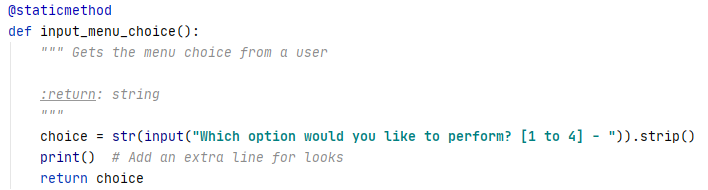 @staticmethod
def input_menu_choice():
    """ Gets the menu choice from a user

    :return: string
    """
    choice = str(input("Which option would you like to perform? [1 to 4] - ")).strip()
    print()  # Add an extra line for looks
    return choice